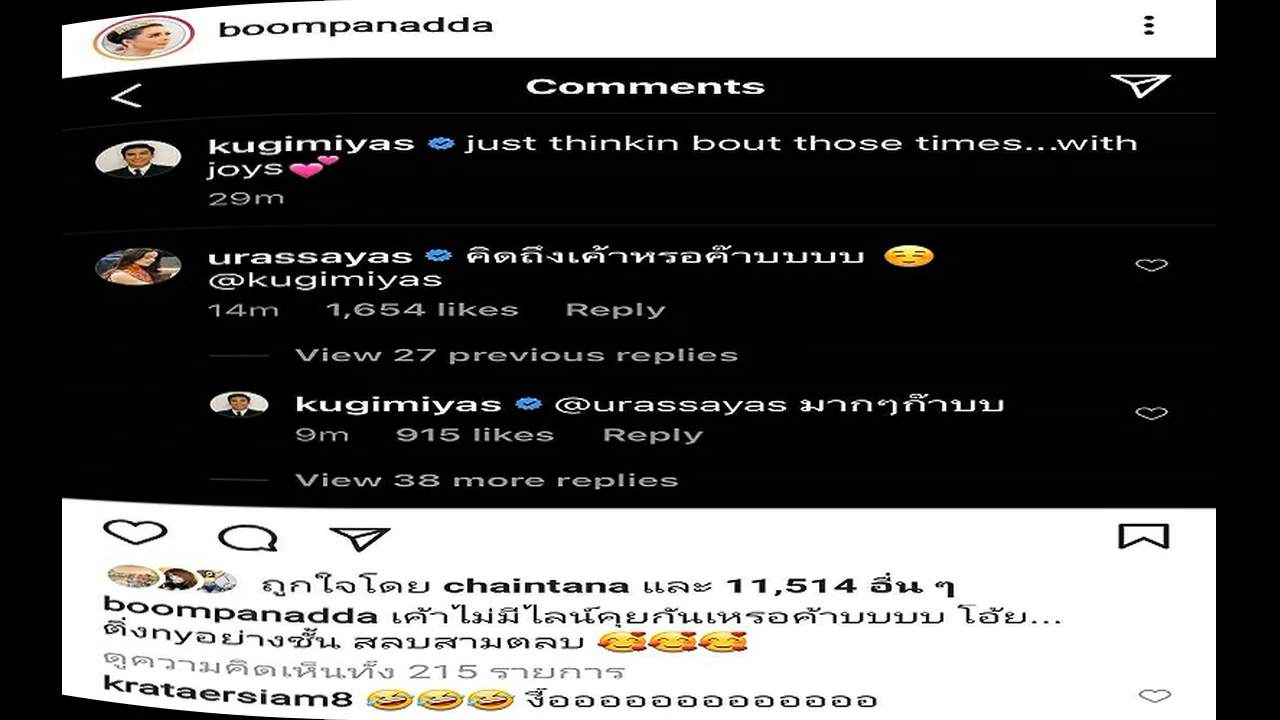 boompanadda
Comments
kugimiyas just thinkin bout those times...with
joys💕
29m
urassayas คิดถึงเค้าหรอค๊าบบบบ ☺️
@kugimiyas
14m 1,654 likes Reply
View 27 previous replies
kugimiyas @urassayas มากๆก๊าบบ
9m 915 likes Reply
View 38 more replies
ถูกใจโดย chaintana และ 11,514 อื่น ๆ
boompanadda เค้าไม่มีไลน์คุยกันเหรอค้าบบบบ โอ้ย...
ติ่งnyอย่างชั้น สลบสามตลบ 🥰🥰🥰
ดูความคิดเห็นทั้ง 215 รายการ
krataersiam8 🤣🤣🤣 งื้ออออออออออออออ